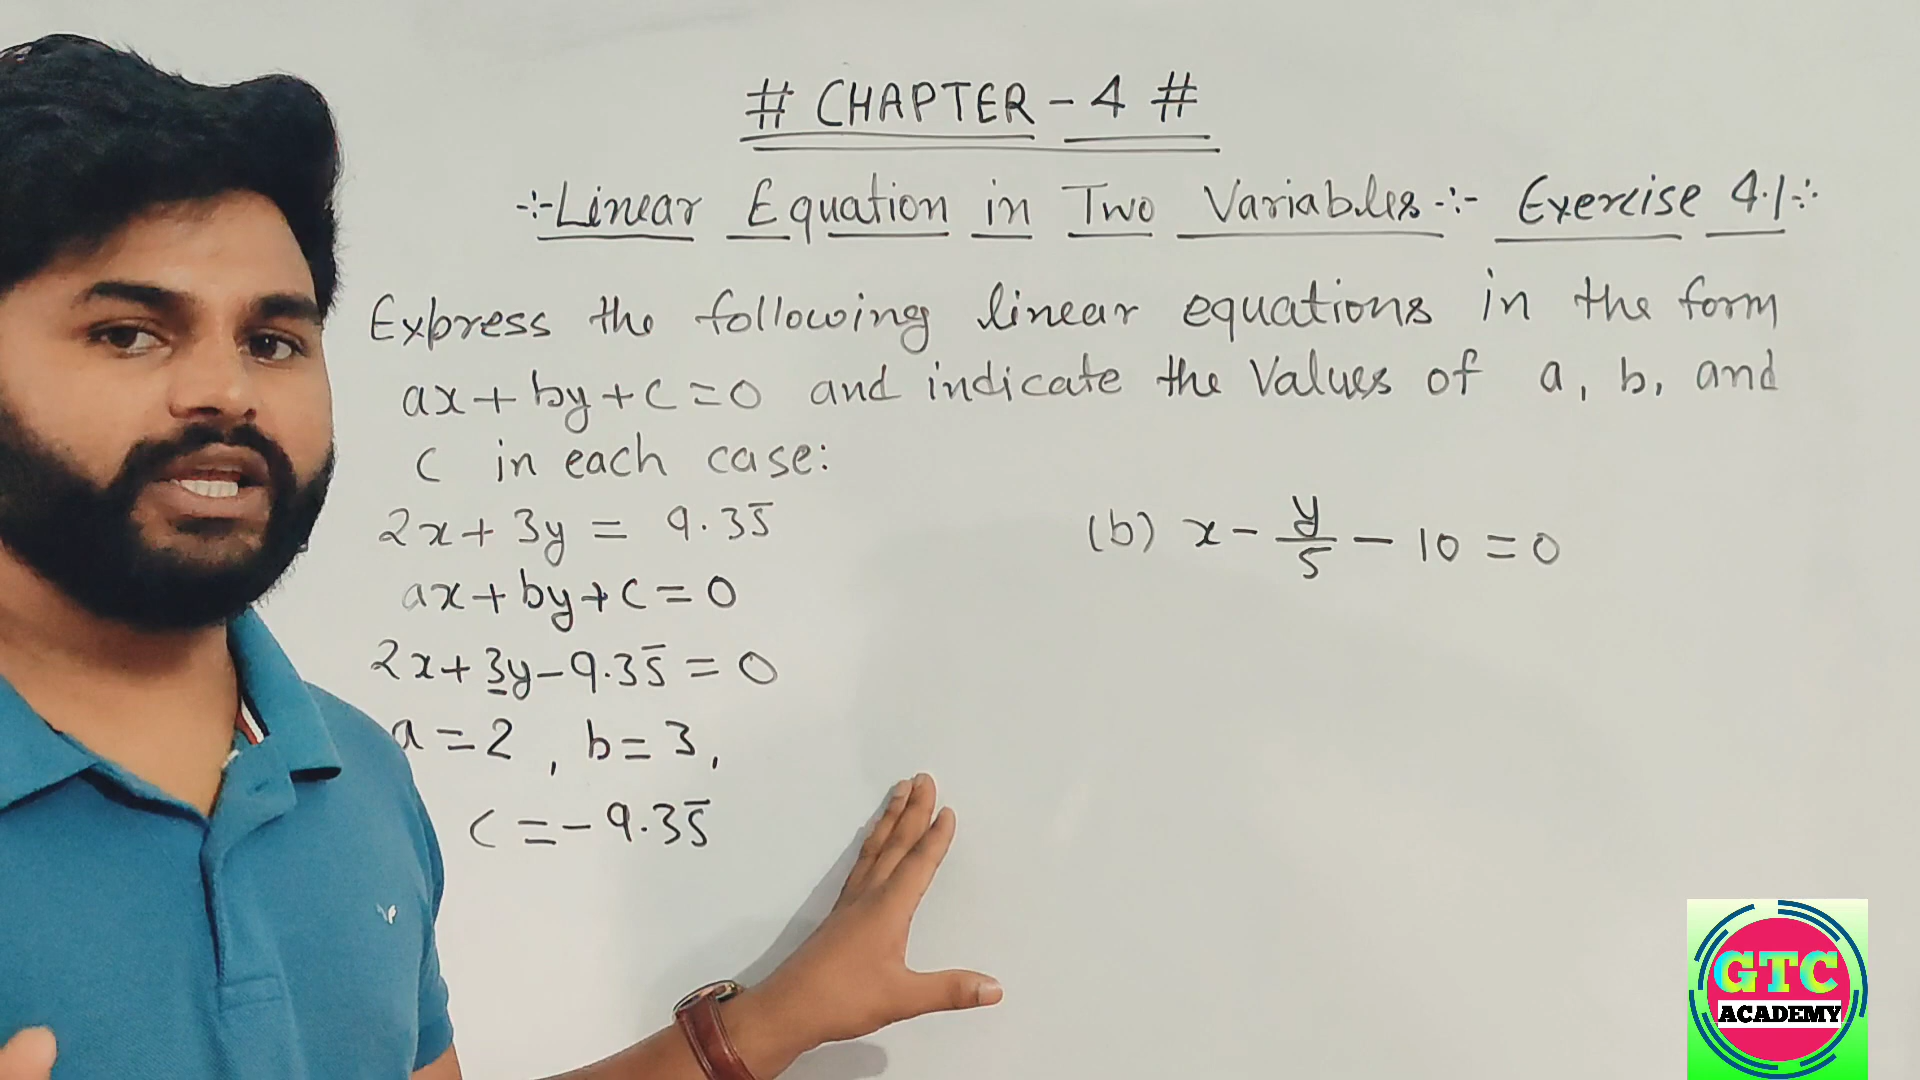 # CHAPTER - 4 #
-:- Linear Equation in Two Variables -:- Exercise 4.1 -:-
Express the following linear equations in the form
ax + by + c = 0 and indicate the values of a, b, and
c in each case:
2x + 3y = 9.35̅
ax + by + c = 0
2x + 3y - 9.35̅ = 0
a = 2, b = 3,
c = - 9.35̅
(b) x - y/5 - 10 = 0
GTC
ACADEMY